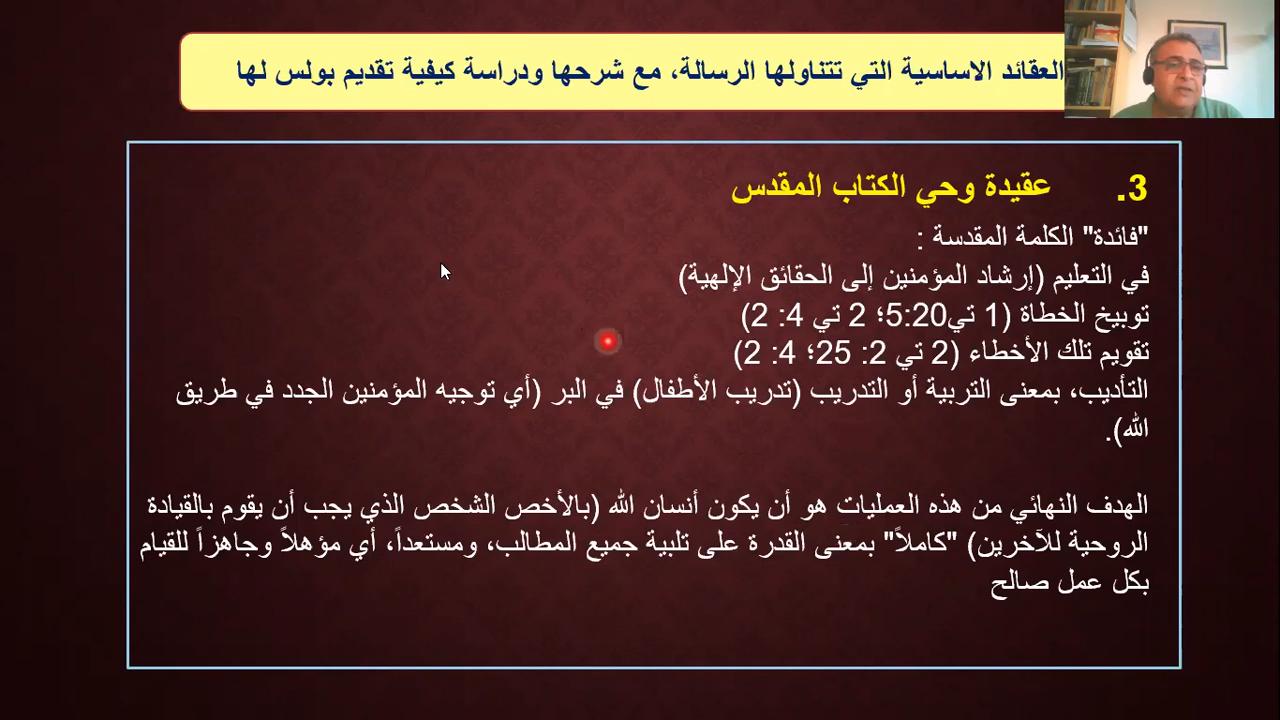 العقائد الاساسية التي تتناولها الرسالة، مع شرحها ودراسة كيفية تقديم بولس لها
3. عقيدة وحي الكتاب المقدس
"فائدة" الكلمة المقدسة :
في التعليم (إرشاد المؤمنين إلى الحقائق الإلهية)
توبيخ الخطاة (1 تي5:20؛ 2 تي 4: 2)
تقويم تلك الأخطاء (2 تي 2: 25؛ 4: 2)
التأديب، بمعنى التربية أو التدريب (تدريب الأطفال) في البر (أي توجيه المؤمنين الجدد في طريق
الله).
الهدف النهائي من هذه العمليات هو أن يكون أنسان الله (بالأخص الشخص الذي يجب أن يقوم بالقيادة
الروحية للآخرين) "كاملاً" بمعنى القدرة على تلبية جميع المطالب، ومستعداً، أي مؤهلاً وجاهزاً للقيام
بكل عمل صالح